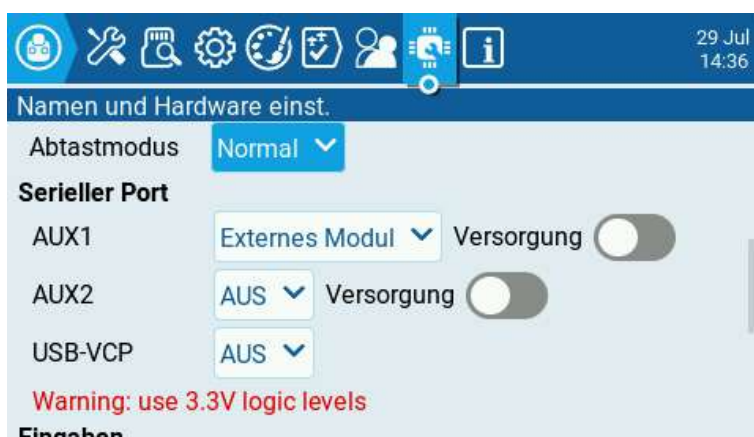 29 Jul
14:36
Namen und Hardware einst.
Abtastmodus Normal
Serieller Port
AUX1 Externes Modul Versorgung
AUX2 AUS Versorgung
USB-VCP AUS
Warning: use 3.3V logic levels
Eingaben